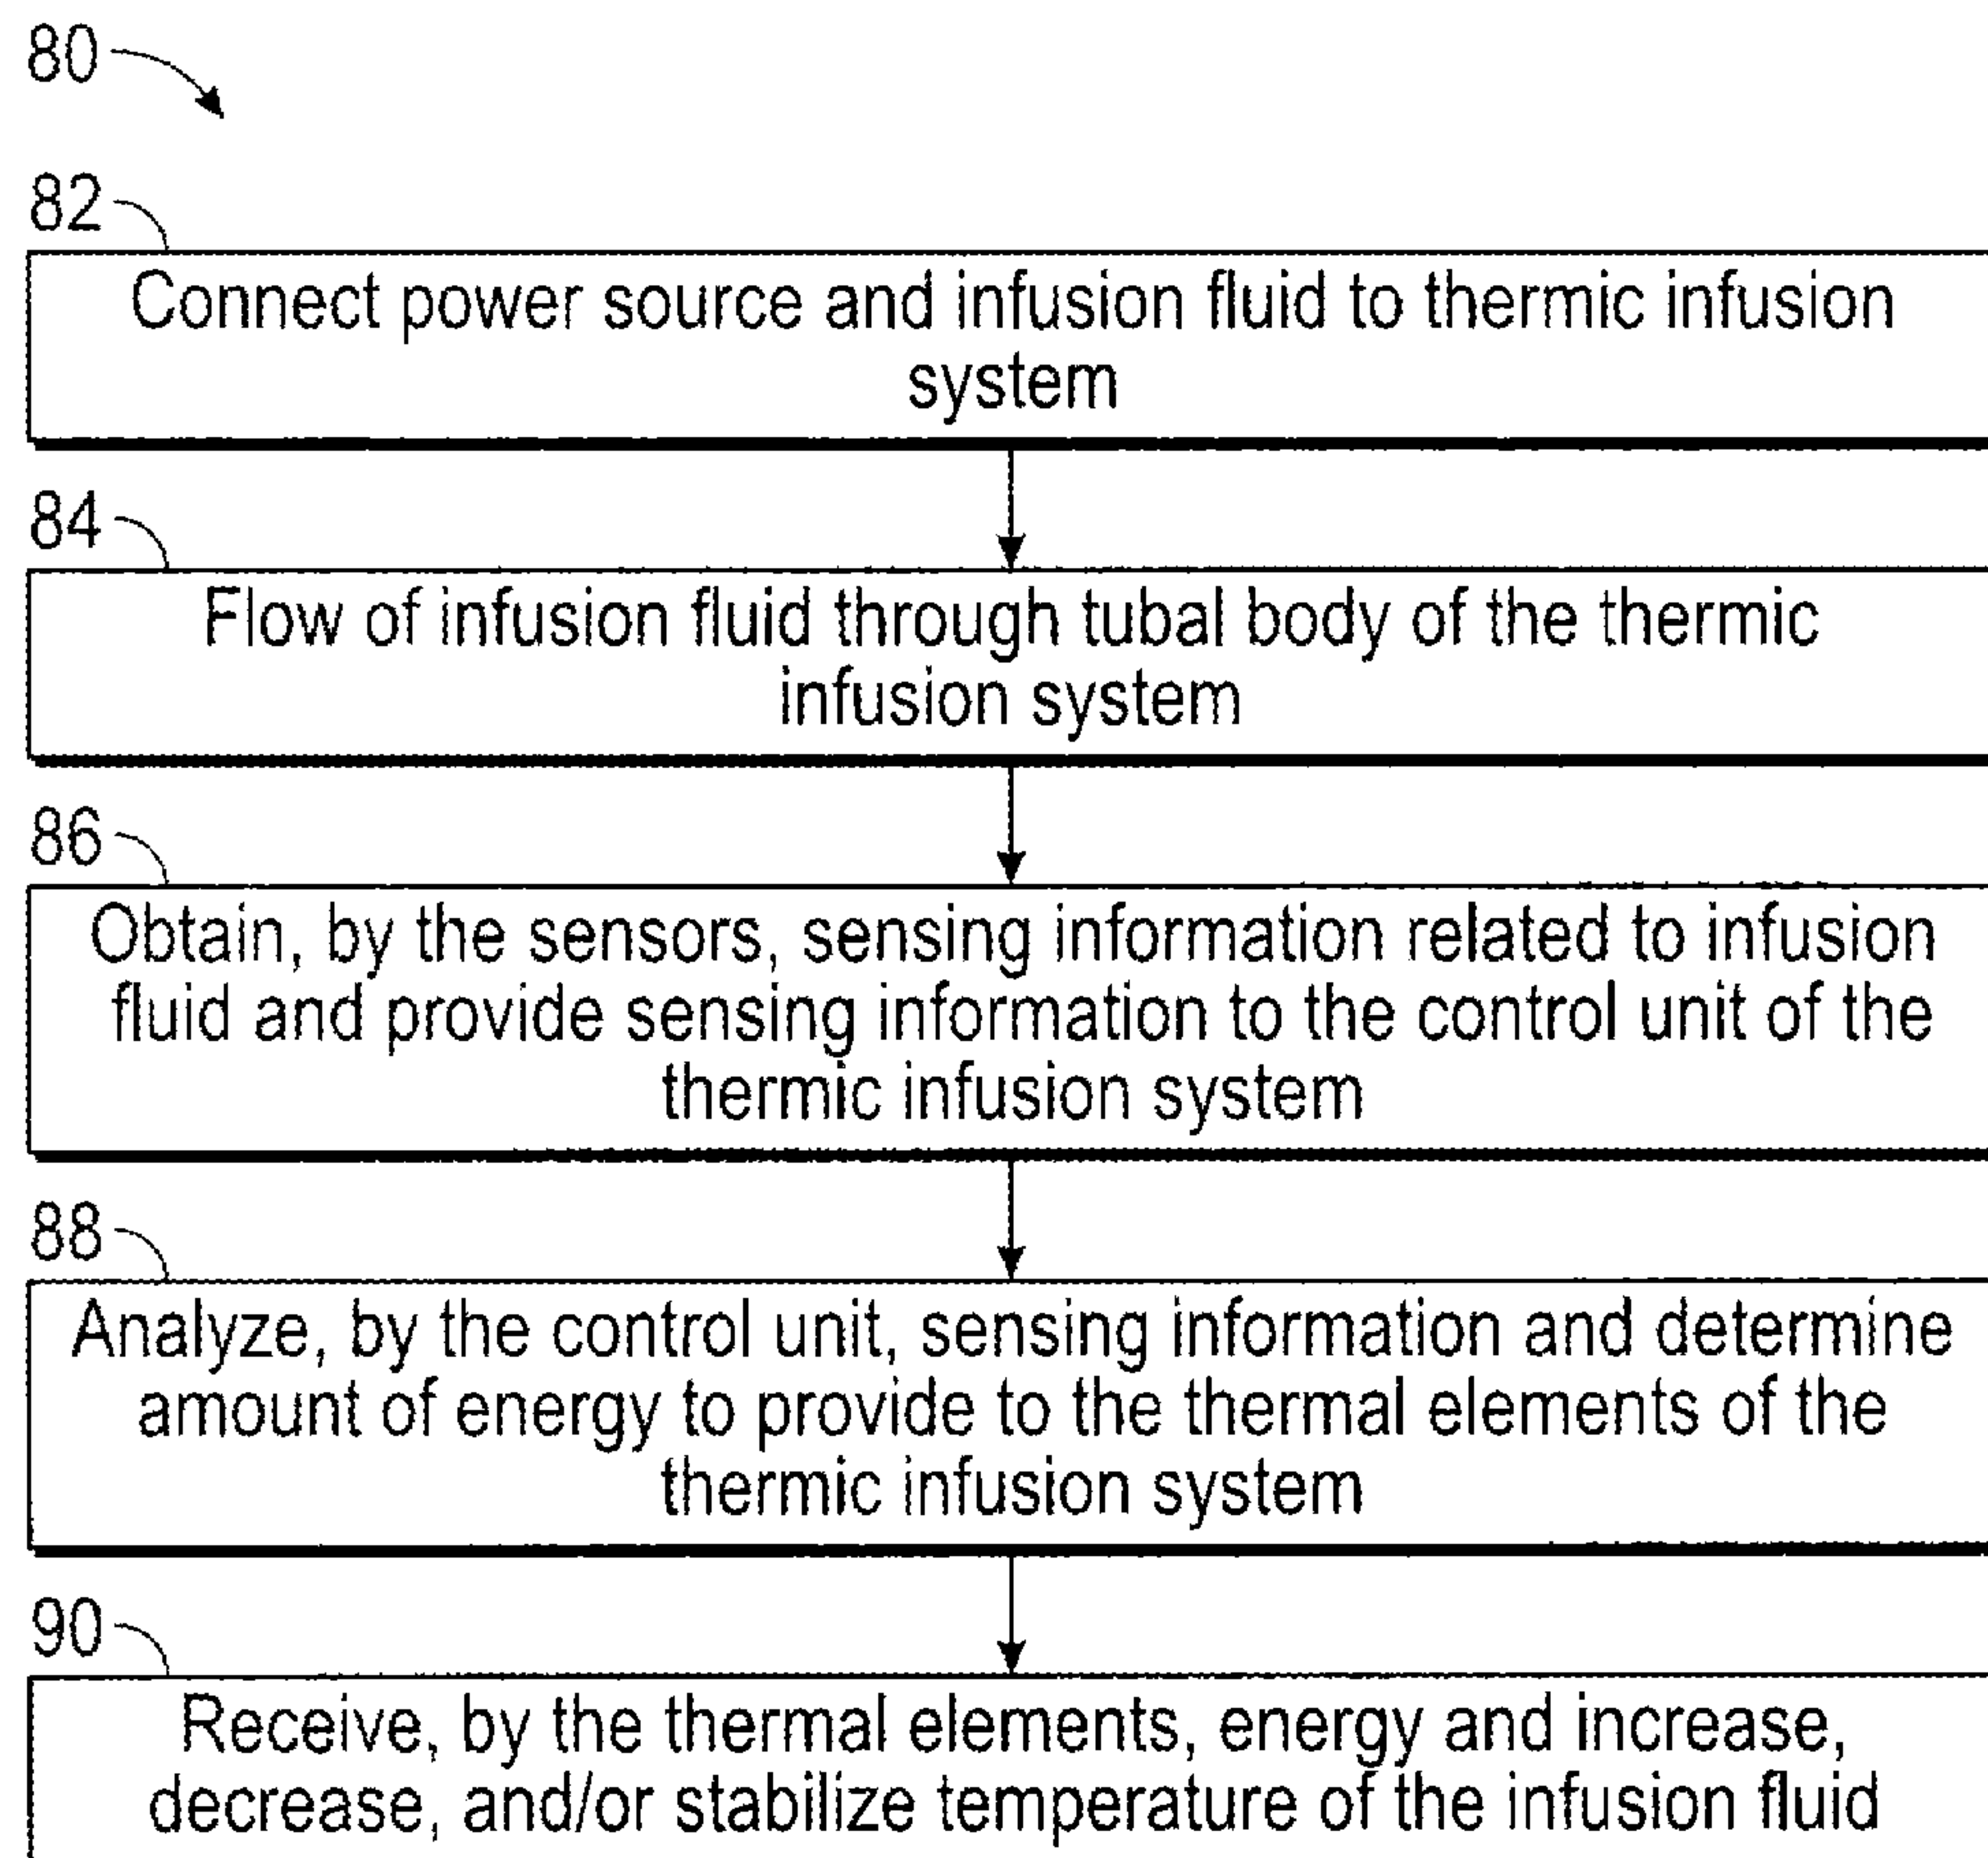 80
82
Connect power source and infusion fluid to thermic infusion
system
84
Flow of infusion fluid through tubal body of the thermic
infusion system
86
Obtain, by the sensors, sensing information related to infusion
fluid and provide sensing information to the control unit of the
thermic infusion system
88
Analyze, by the control unit, sensing information and determine
amount of energy to provide to the thermal elements of the
thermic infusion system
90
Receive, by the thermal elements, energy and increase,
decrease, and/or stabilize temperature of the infusion fluid